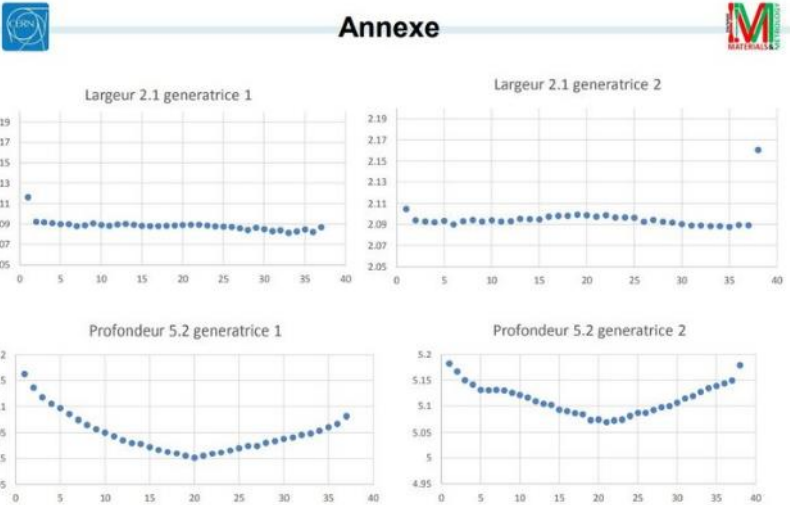 CERN
Annexe
MATERIALS &
METROLOGY
Largeur 2.1 generatrice 1
19
17
15
13
11
09
07
05
0 5 10 15 20 25 30 35 40
Largeur 2.1 generatrice 2
2.19
2.17
2.15
2.13
2.11
2.09
2.07
2.05
0 5 10 15 20 25 30 35 40
Profondeur 5.2 generatrice 1
2
5
.1
5
5
5
0 5 10 15 20 25 30 35 40
Profondeur 5.2 generatrice 2
5.2
5.15
5.1
5.05
5
4.95
0 5 10 15 20 25 30 35 40